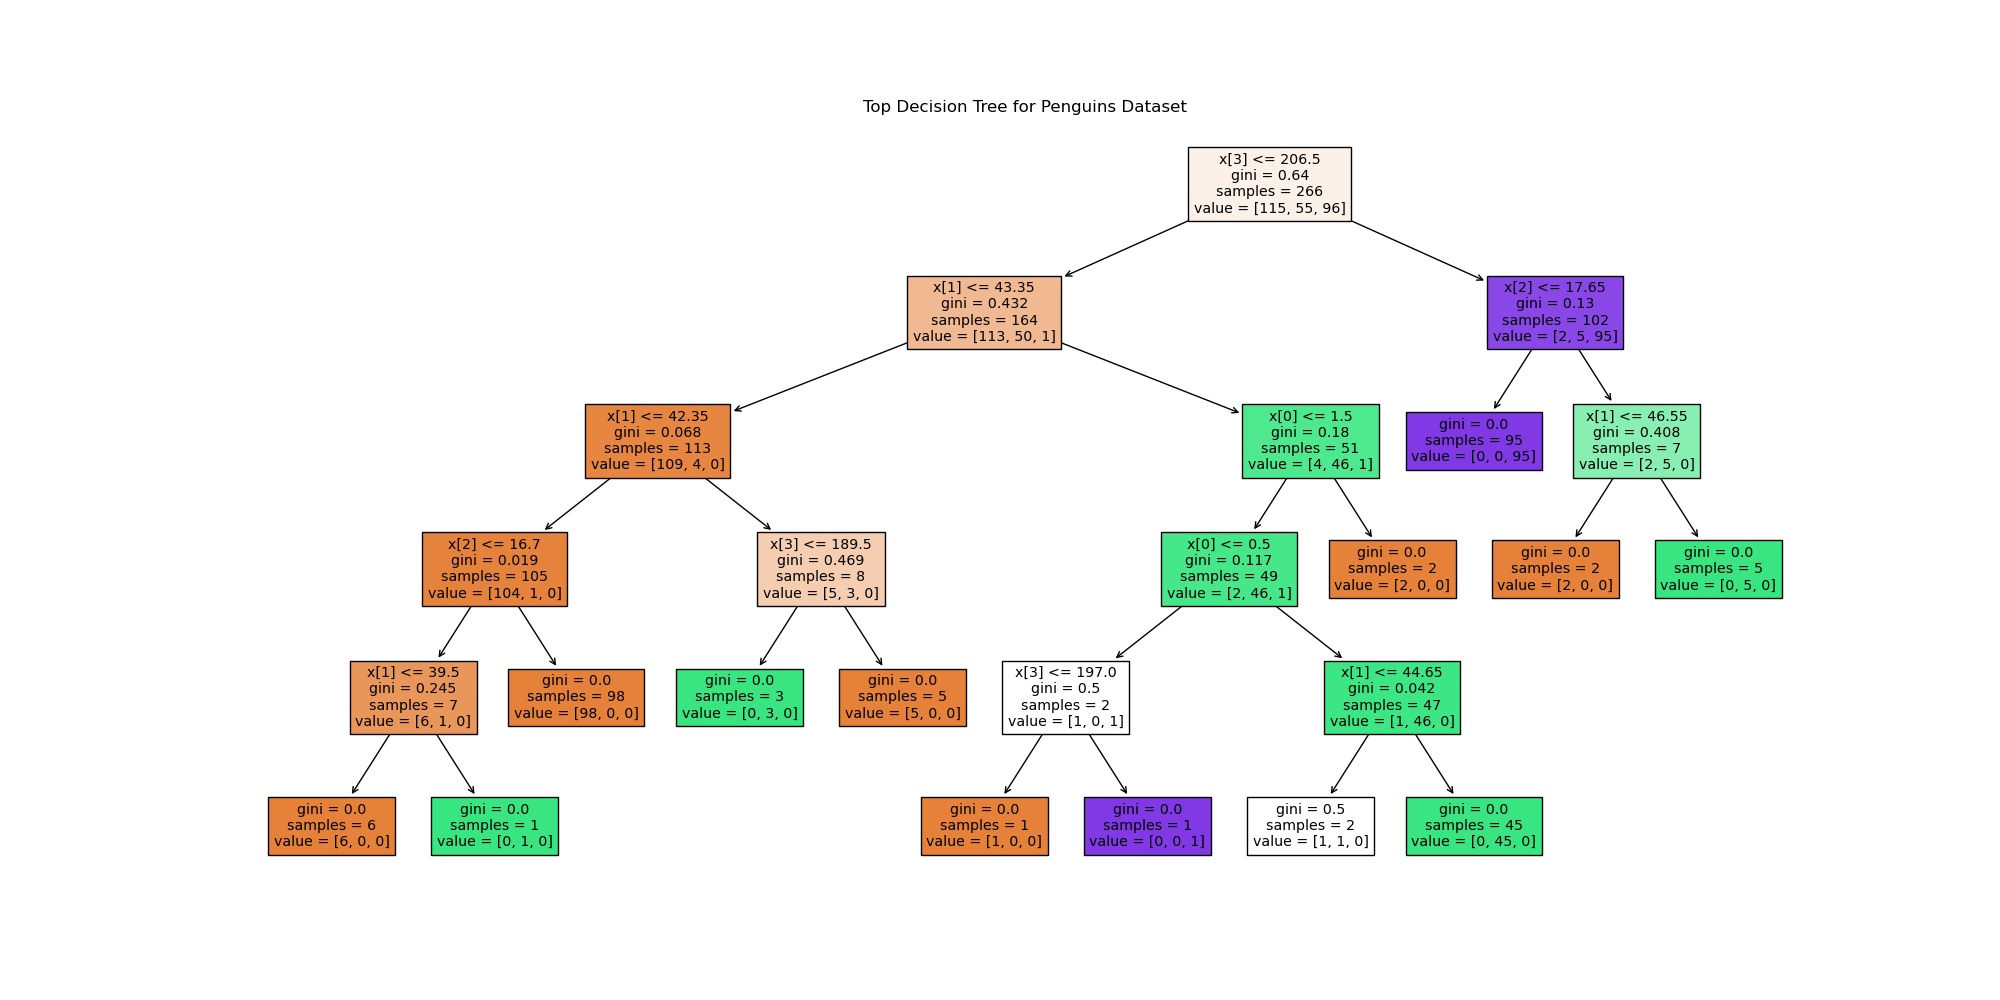 Top Decision Tree for Penguins Dataset
x[3] <= 206.5
gini = 0.64
samples = 266
value = [115, 55, 96]
x[1] <= 43.35
gini = 0.432
samples = 164
value = [113, 50, 1]
x[2] <= 17.65
gini = 0.13
samples = 102
value = [2, 5, 95]
x[1] <= 42.35
gini = 0.068
samples = 113
value = [109, 4, 0]
x[0] <= 1.5
gini = 0.18
samples = 51
value = [4, 46, 1]
gini = 0.0
samples = 95
value = [0, 0, 95]
x[1] <= 46.55
gini = 0.408
samples = 7
value = [2, 5, 0]
x[2] <= 16.7
gini = 0.019
samples = 105
value = [104, 1, 0]
x[3] <= 189.5
gini = 0.469
samples = 8
value = [5, 3, 0]
x[0] <= 0.5
gini = 0.117
samples = 49
value = [2, 46, 1]
gini = 0.0
samples = 2
value = [2, 0, 0]
gini = 0.0
samples = 2
value = [2, 0, 0]
gini = 0.0
samples = 5
value = [0, 5, 0]
x[1] <= 39.5
gini = 0.245
samples = 7
value = [6, 1, 0]
gini = 0.0
samples = 98
value = [98, 0, 0]
gini = 0.0
samples = 3
value = [0, 3, 0]
gini = 0.0
samples = 5
value = [5, 0, 0]
x[3] <= 197.0
gini = 0.5
samples = 2
value = [1, 0, 1]
x[1] <= 44.65
gini = 0.042
samples = 47
value = [1, 46, 0]
gini = 0.0
samples = 6
value = [6, 0, 0]
gini = 0.0
samples = 1
value = [0, 1, 0]
gini = 0.0
samples = 1
value = [1, 0, 0]
gini = 0.0
samples = 1
value = [0, 0, 1]
gini = 0.5
samples = 2
value = [1, 1, 0]
gini = 0.0
samples = 45
value = [0, 45, 0]